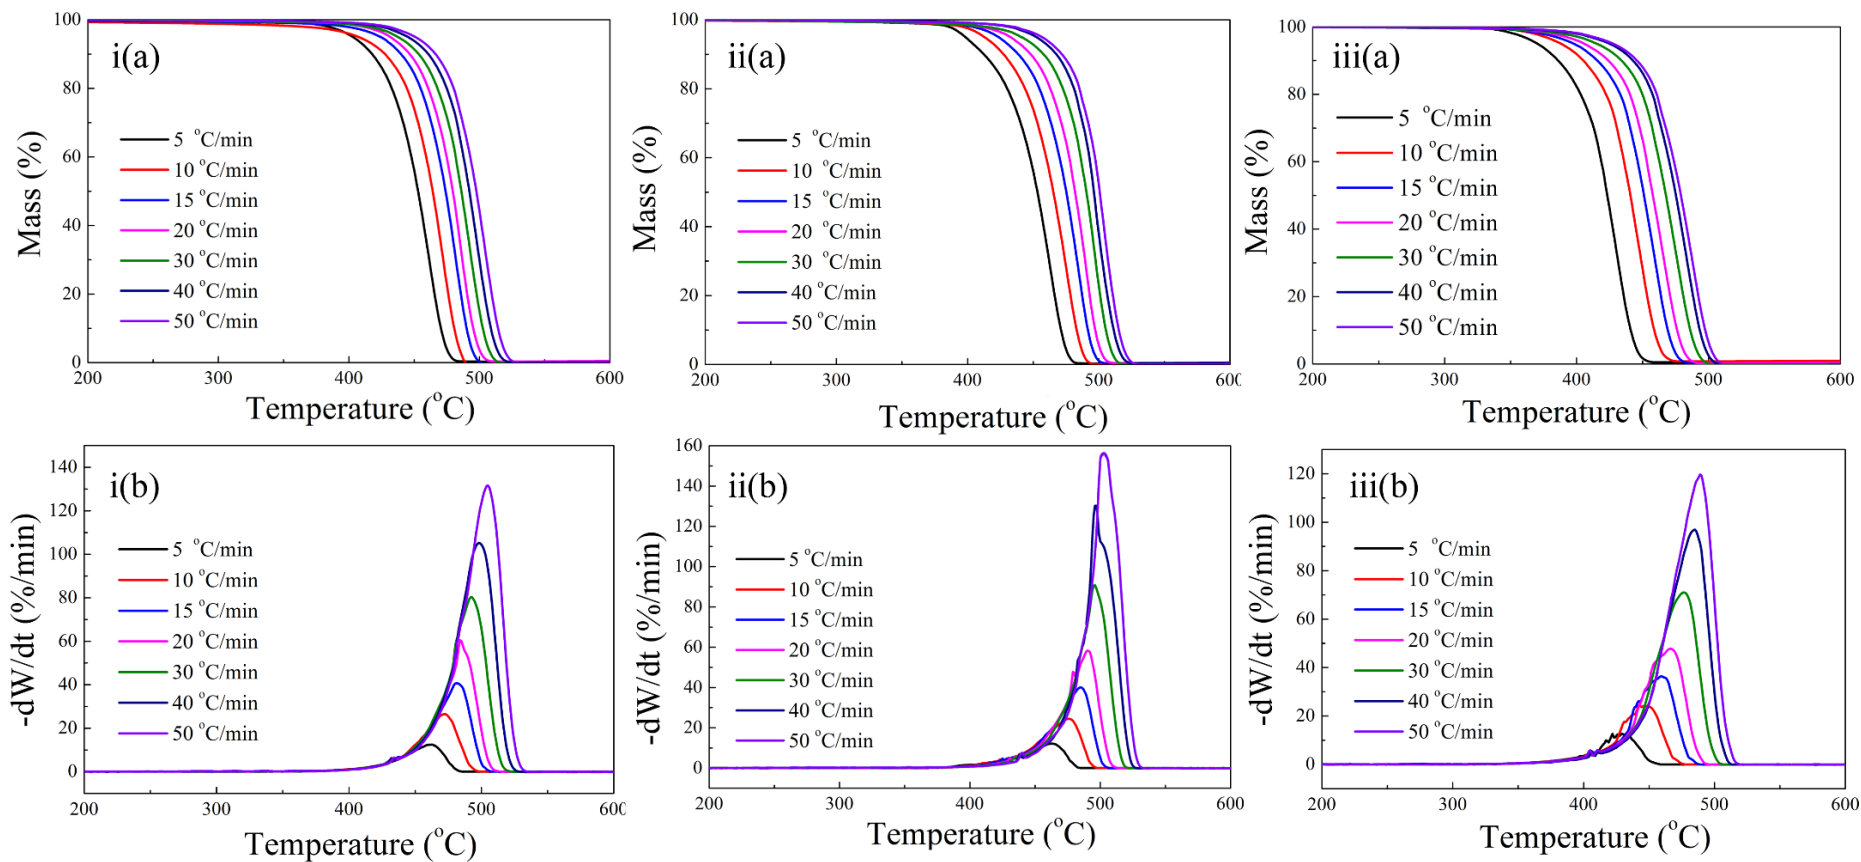 100
80
60
40
20
0
Mass (%)
i(a)
5 °C/min
10 °C/min
15 °C/min
20 °C/min
30 °C/min
40 °C/min
50 °C/min
200
300
400
500
600
Temperature (°C)
100
80
60
40
20
0
Mass (%)
ii(a)
5 °C/min
10 °C/min
15 °C/min
20 °C/min
30 °C/min
40 °C/min
50 °C/min
200
300
400
500
600
Temperature (°C)
100
80
60
40
20
0
Mass (%)
iii(a)
5 °C/min
10 °C/min
15 °C/min
20 °C/min
30 °C/min
40 °C/min
50 °C/min
200
300
400
500
600
Temperature (°C)
140
120
100
80
60
40
20
0
-dW/dt (%/min)
i(b)
5 °C/min
10 °C/min
15 °C/min
20 °C/min
30 °C/min
40 °C/min
50 °C/min
200
300
400
500
600
Temperature (°C)
160
140
120
100
80
60
40
20
0
-dW/dt (%/min)
ii(b)
5 °C/min
10 °C/min
15 °C/min
20 °C/min
30 °C/min
40 °C/min
50 °C/min
200
300
400
500
600
Temperature (°C)
120
100
80
60
40
20
0
-dW/dt (%/min)
iii(b)
5 °C/min
10 °C/min
15 °C/min
20 °C/min
30 °C/min
40 °C/min
50 °C/min
200
300
400
500
600
Temperature (°C)